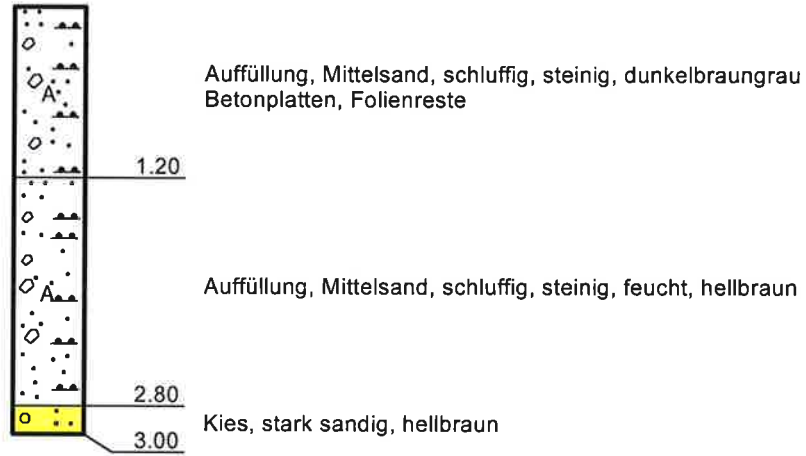 Auffüllung, Mittelsand, schluffig, steinig, dunkelbraungrau
Betonplatten, Folienreste
A
1.20
Auffüllung, Mittelsand, schluffig, steinig, feucht, hellbraun
A
2.80
Kies, stark sandig, hellbraun
3.00